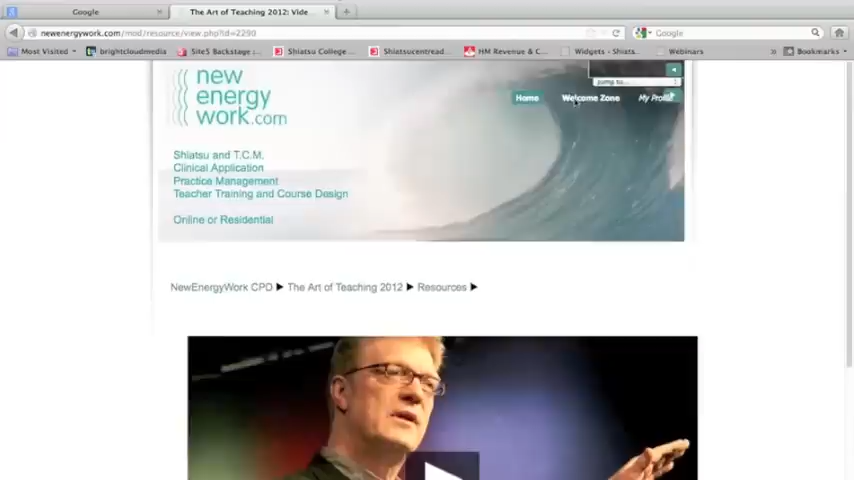 Google
The Art of Teaching 2012: Vide
newenergywork.com/mod/resource/view.php?id=2290
Google
Most Visited
brightcloudmedia
Site5 Backstage :...
Shiatsu College...
Shiatsucentread...
HM Revenue & C...
Widgets - Shiats...
Webinars
Bookmarks
new
energy
work.com
Jump to...
Home
Welcome Zone
Shiatsu and T.C.M.
Clinical Application
Practice Management
Teacher Training and Course Design
Online or Residential
NewEnergyWork CPD ▶ The Art of Teaching 2012 ▶ Resources ▶